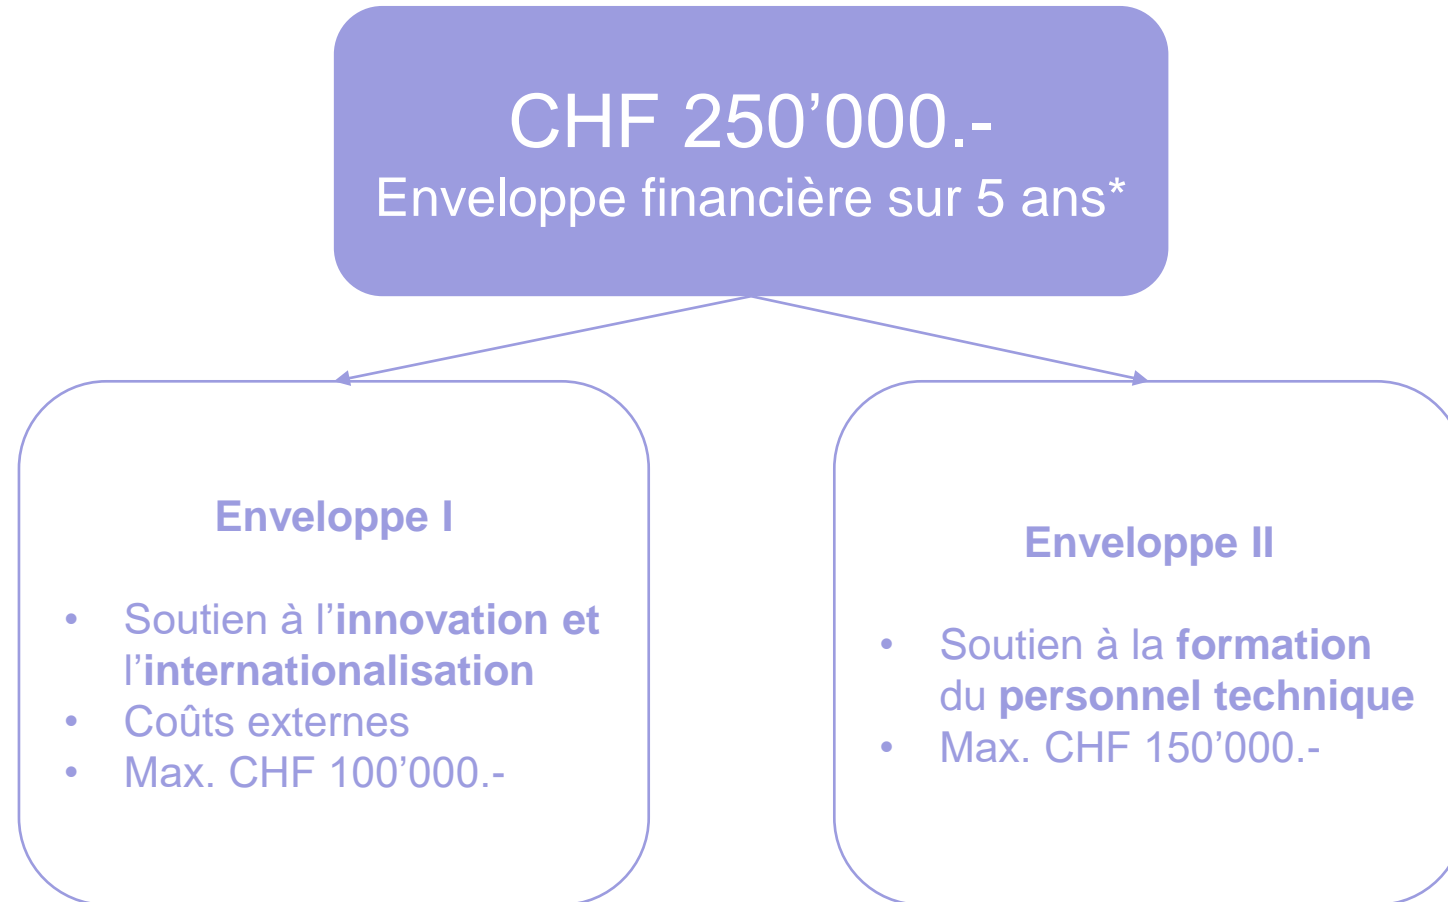 CHF 250’000.-
Enveloppe financière sur 5 ans*
Enveloppe I
• Soutien à l’innovation et
l’internationalisation
• Coûts externes
• Max. CHF 100’000.-
Enveloppe II
• Soutien à la formation
du personnel technique
• Max. CHF 150’000.-